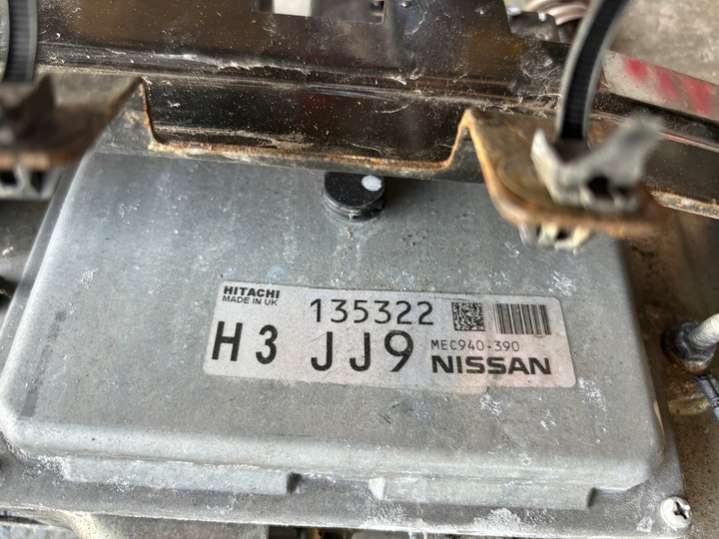 HITACHI
MADE IN UK
135322
H3 JJ9
MEC940-390
NISSAN